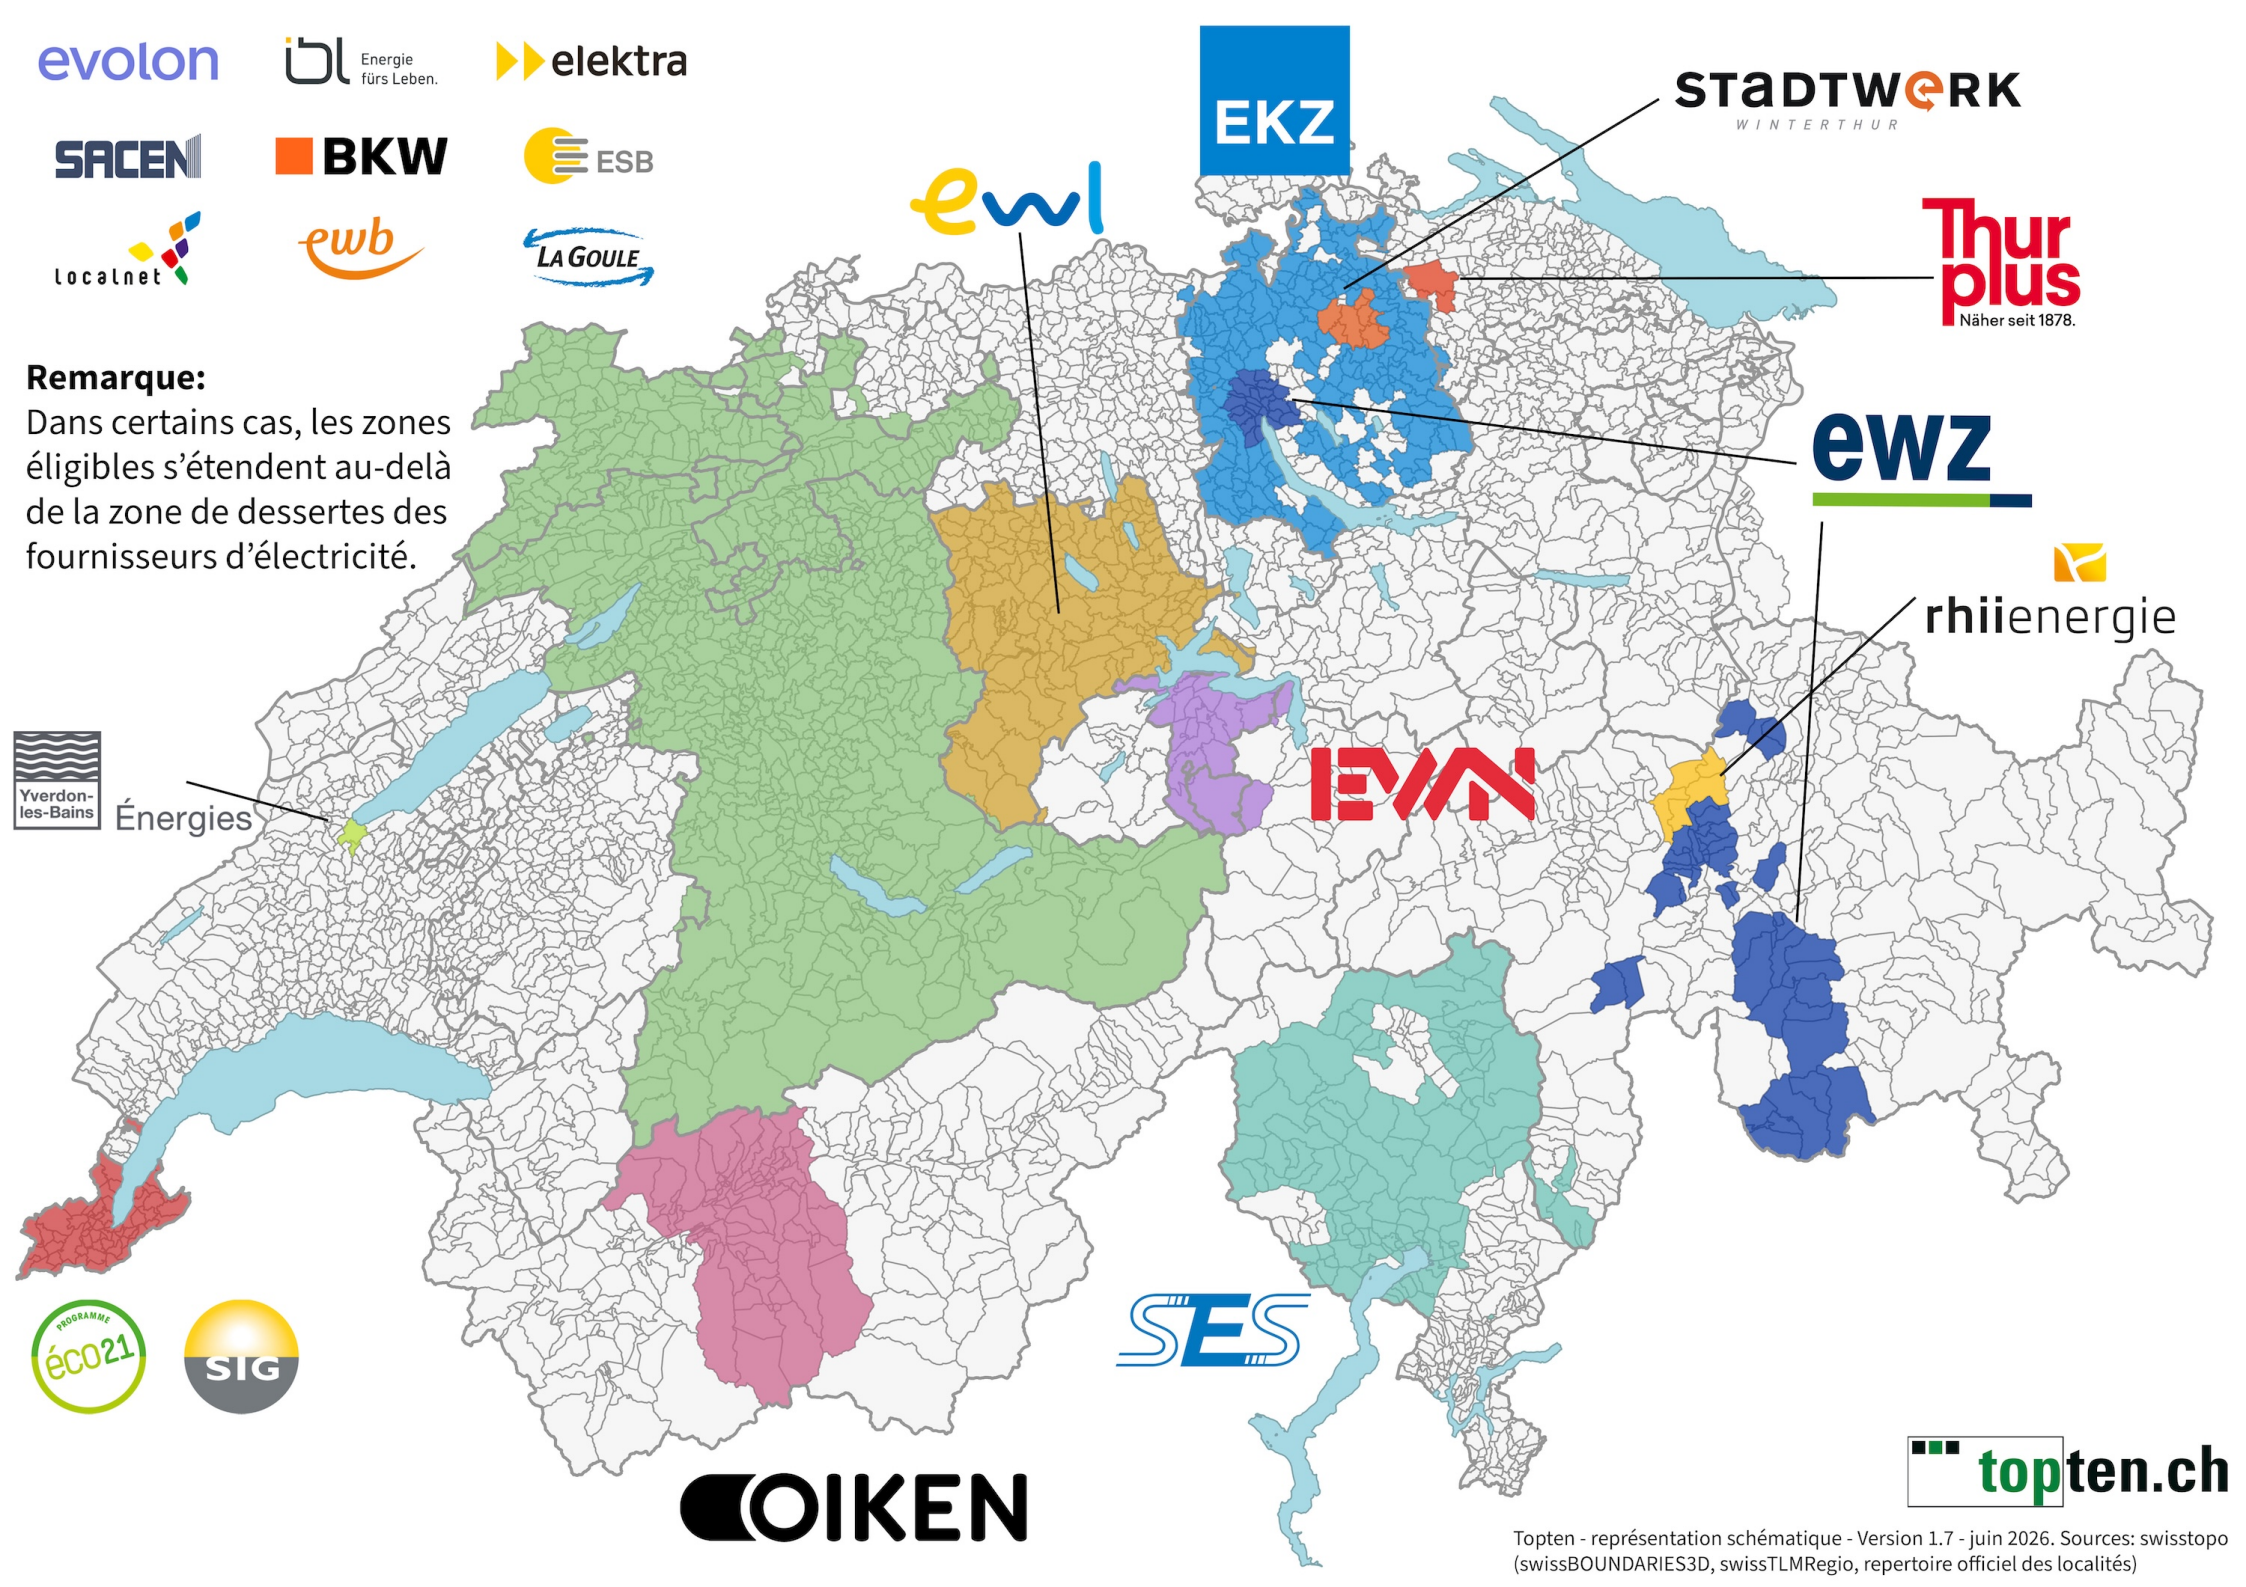 evolon
ibl Energie
fürs Leben.
elektra
SACEN
BKW
ESB
localnet
ewb
LA GOULE
Remarque:
Dans certains cas, les zones
éligibles s'étendent au-delà
de la zone de dessertes des
fournisseurs d'électricité.
ewl
EKZ
STaDTWeRK
WINTERTHUR
Thur
plus
Näher seit 1878.
ewz
rhiienergie
Yverdon-
les-Bains
Énergies
EWN
PROGRAMME
éco21
SIG
SES
OIKEN
topten.ch
Topten - représentation schématique - Version 1.7 - juin 2026. Sources: swisstopo
(swissBOUNDARIES3D, swissTLMRegio, repertoire officiel des localités)